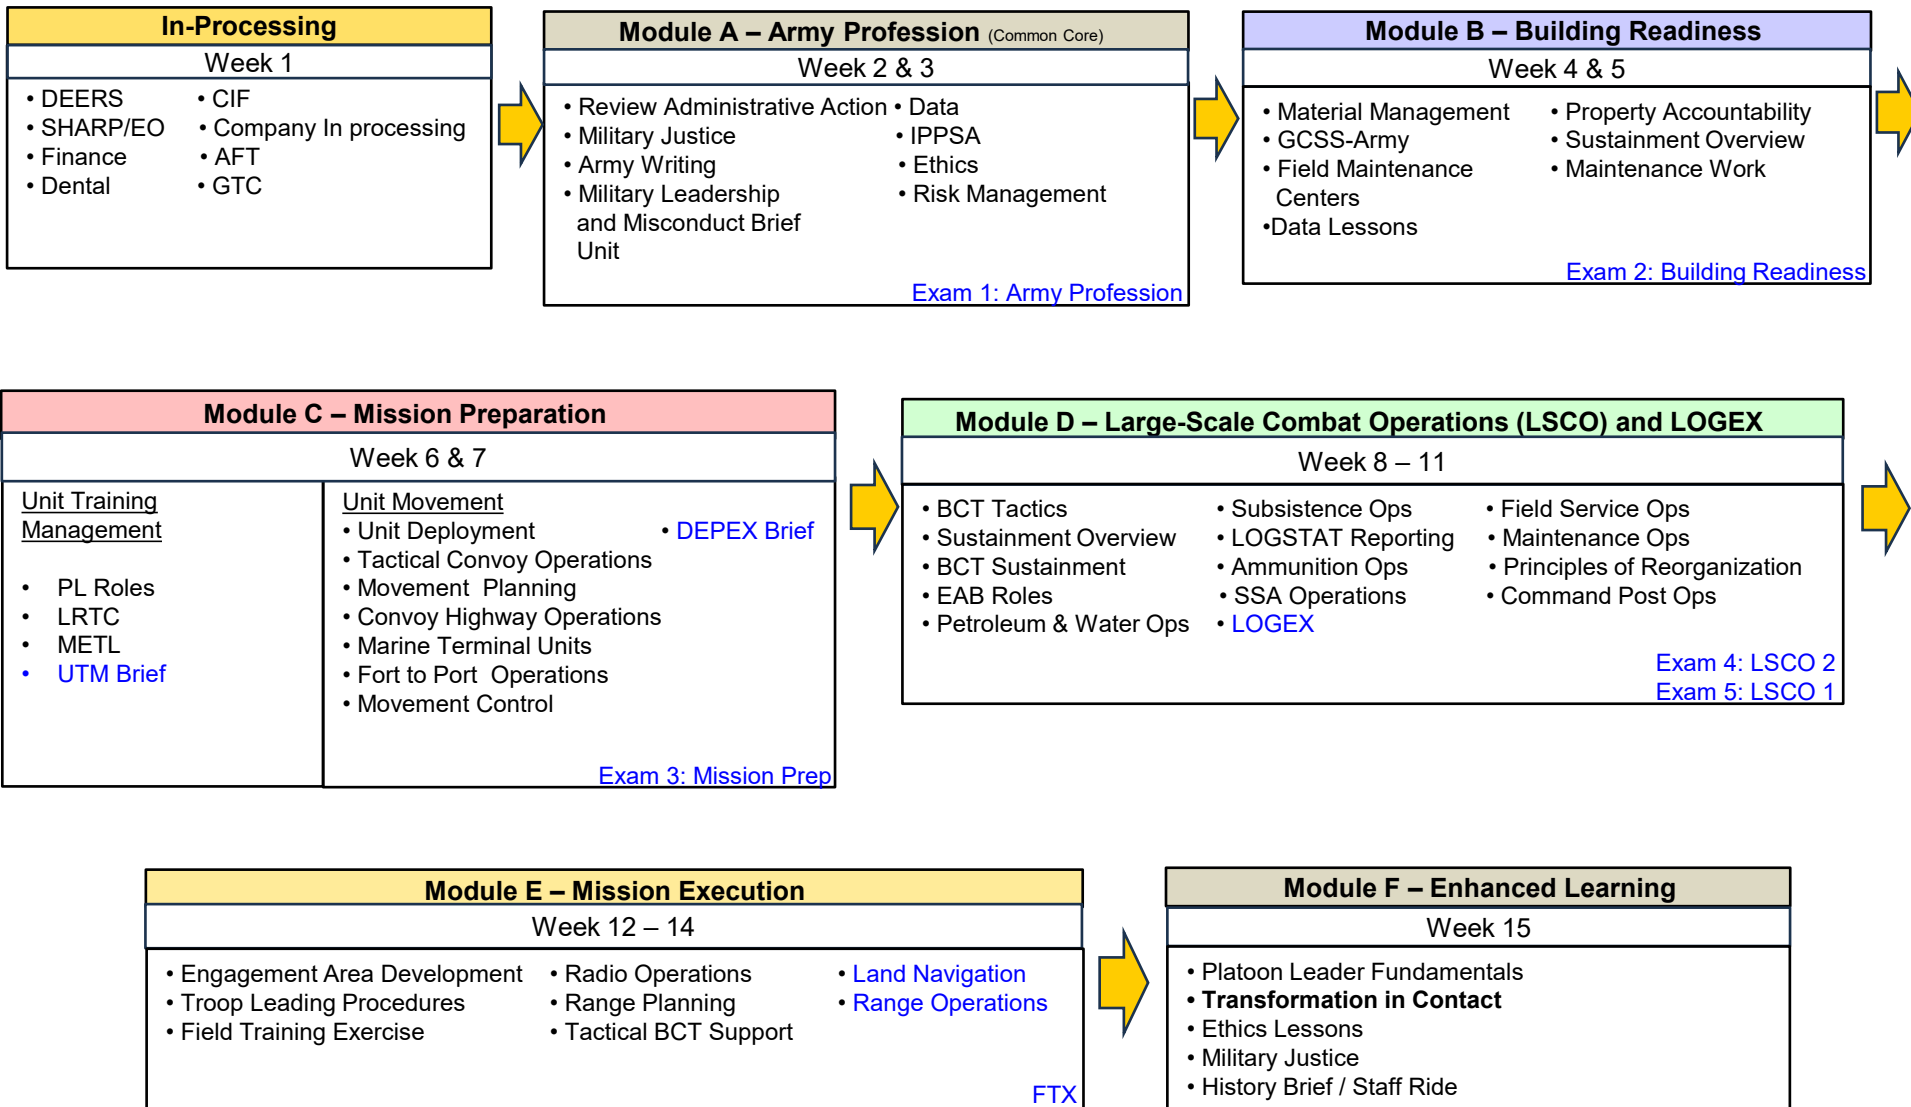 In-Processing
Week 1
• DEERS
• SHARP/EO
• Finance
• Dental
• CIF
• Company In processing
• AFT
• GTC
Module A – Army Profession (Common Core)
Week 2 & 3
• Review Administrative Action
• Military Justice
• Army Writing
• Military Leadership
and Misconduct Brief
Unit
• Data
• IPPSA
• Ethics
• Risk Management
Exam 1: Army Profession
Module B – Building Readiness
Week 4 & 5
• Material Management
• GCSS-Army
• Field Maintenance
Centers
•Data Lessons
• Property Accountability
• Sustainment Overview
• Maintenance Work
Exam 2: Building Readiness
Module C – Mission Preparation
Week 6 & 7
Unit Training
Management
• PL Roles
• LRTC
• METL
• UTM Brief
Unit Movement
• Unit Deployment
• Tactical Convoy Operations
• Movement Planning
• Convoy Highway Operations
• Marine Terminal Units
• Fort to Port Operations
• Movement Control
• DEPEX Brief
Exam 3: Mission Prep
Module D – Large-Scale Combat Operations (LSCO) and LOGEX
Week 8 – 11
• BCT Tactics
• Sustainment Overview
• BCT Sustainment
• EAB Roles
• Petroleum & Water Ops
• Subsistence Ops
• LOGSTAT Reporting
• Ammunition Ops
• SSA Operations
• LOGEX
• Field Service Ops
• Maintenance Ops
• Principles of Reorganization
• Command Post Ops
Exam 4: LSCO 2
Exam 5: LSCO 1
Module E – Mission Execution
Week 12 – 14
• Engagement Area Development
• Troop Leading Procedures
• Field Training Exercise
• Radio Operations
• Range Planning
• Tactical BCT Support
• Land Navigation
• Range Operations
FTX
Module F – Enhanced Learning
Week 15
• Platoon Leader Fundamentals
• Transformation in Contact
• Ethics Lessons
• Military Justice
• History Brief / Staff Ride